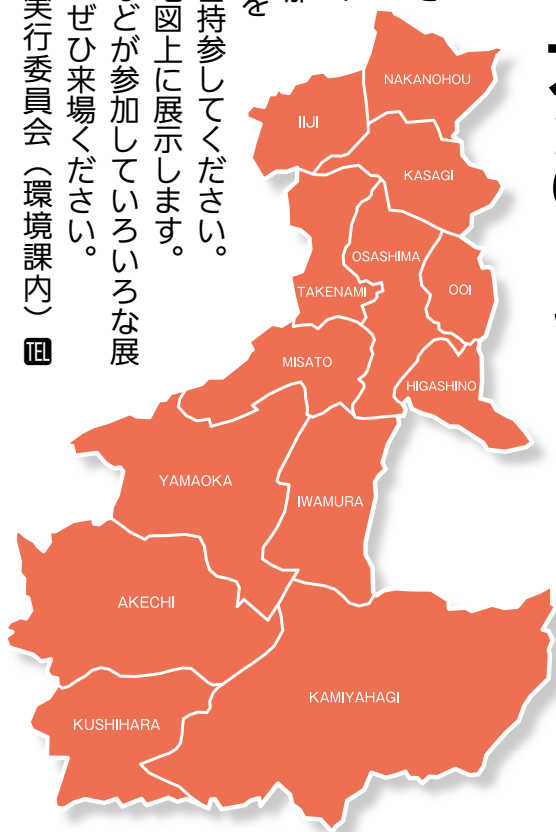 を
持参してください。
図上に展示します。
どが参加していろいろな展
ぜひ来場ください。
実行委員会（環境課内）TEL
NAKANOHOU
IIJI
KASAGI
OSASHIMA
OOI
TAKENAMI
MISATO
HIGASHINO
YAMAOKA
IWAMURA
AKECHI
KAMIYAHAGI
KUSHIHARA